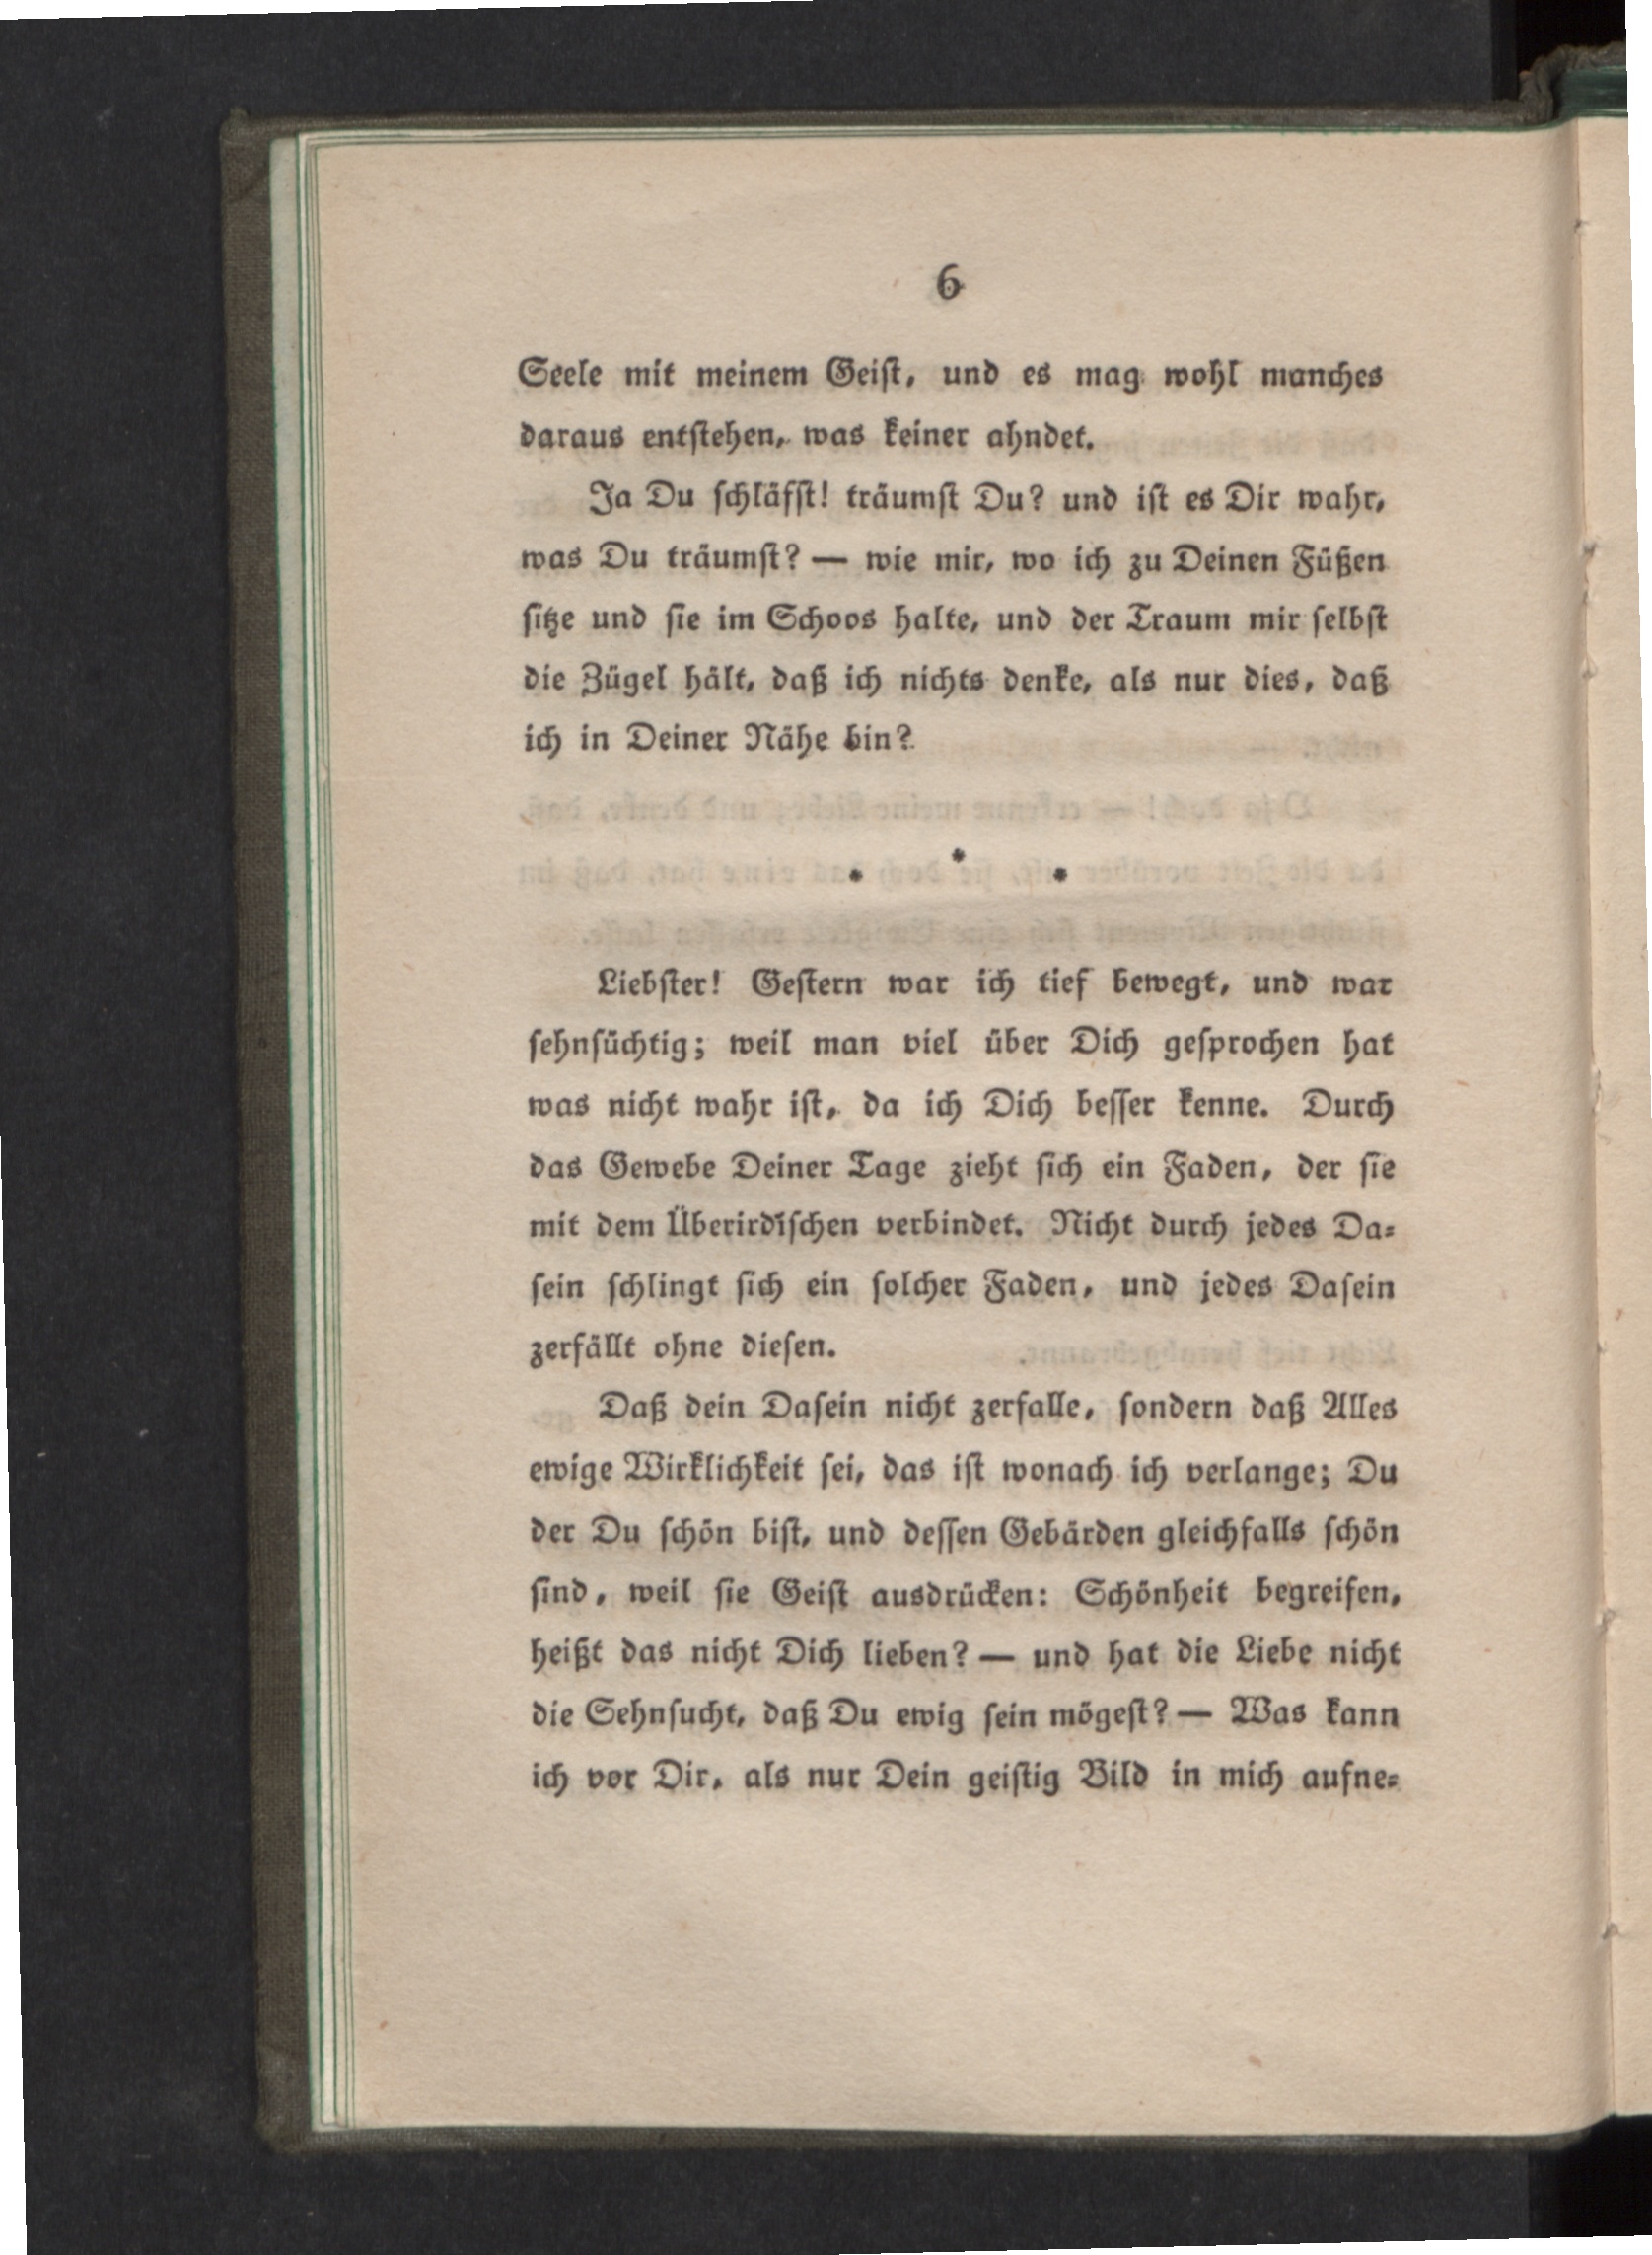 6
Seele mit meinem Geiſt, und es mag wohl manches
daraus entſtehen, was keiner ahndet.
Ja Du ſchläfſt! träumſt Du? und iſt es Dir wahr,
was Du träumſt? — wie mir, wo ich zu Deinen Füßen
ſitze und ſie im Schoos halte, und der Traum mir ſelbſt
die Zügel hält, daß ich nichts denke, als nur dies, daß
ich in Deiner Nähe bin?
* * *
Liebſter! Geſtern war ich tief bewegt, und war
ſehnſüchtig; weil man viel über Dich geſprochen hat
was nicht wahr iſt, da ich Dich beſſer kenne. Durch
das Gewebe Deiner Tage zieht ſich ein Faden, der ſie
mit dem Überirdiſchen verbindet. Nicht durch jedes Da⸗
ſein ſchlingt ſich ein ſolcher Faden, und jedes Daſein
zerfällt ohne dieſen.
Daß dein Daſein nicht zerfalle, ſondern daß Alles
ewige Wirklichkeit ſei, das iſt wonach ich verlange; Du
der Du ſchön biſt, und deſſen Gebärden gleichfalls ſchön
ſind, weil ſie Geiſt ausdrücken: Schönheit begreifen,
heißt das nicht Dich lieben? — und hat die Liebe nicht
die Sehnſucht, daß Du ewig ſein mögeſt? — Was kann
ich vor Dir, als nur Dein geiſtig Bild in mich aufne⸗